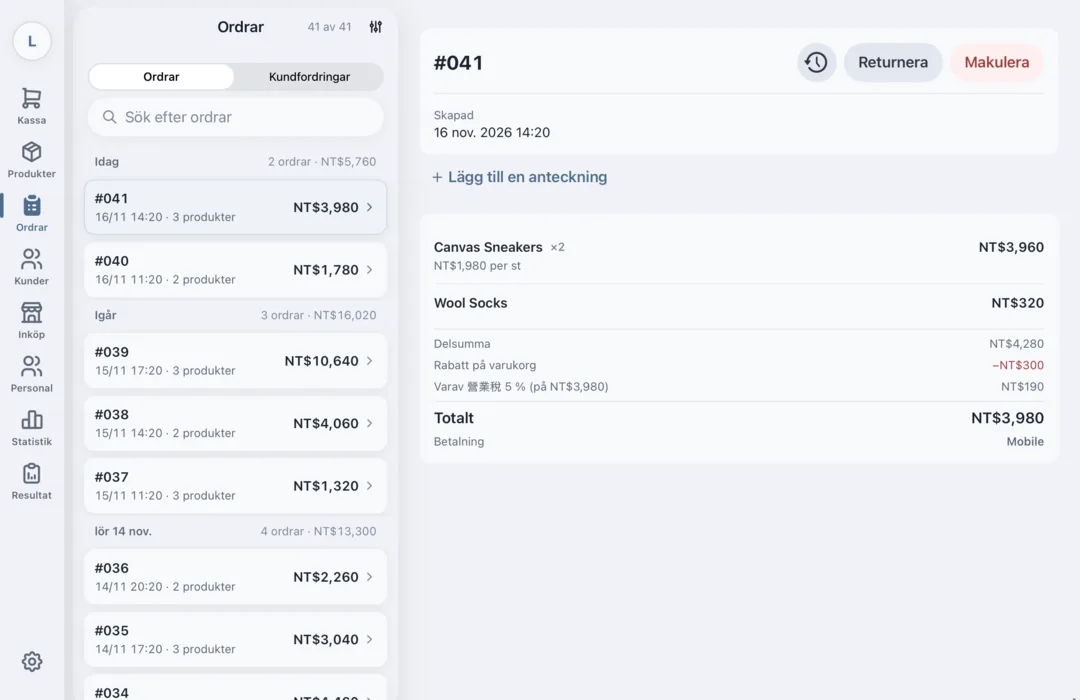 L
Kassa
Produkter
Ordrar
Kunder
Inköp
Personal
Statistik
Resultat
Ordrar
41 av 41
Ordrar
Kundfordringar
Sök efter ordrar
Idag
2 ordrar · NT$5,760
#041
16/11 14:20 · 3 produkter
NT$3,980
#040
16/11 11:20 · 2 produkter
NT$1,780
Igår
3 ordrar · NT$16,020
#039
15/11 17:20 · 3 produkter
NT$10,640
#038
15/11 14:20 · 2 produkter
NT$4,060
#037
15/11 11:20 · 3 produkter
NT$1,320
lör 14 nov.
4 ordrar · NT$13,300
#036
14/11 20:20 · 2 produkter
NT$2,260
#035
14/11 17:20 · 3 produkter
NT$3,040
#034
#041
Returnera
Makulera
Skapad
16 nov. 2026 14:20
+ Lägg till en anteckning
Canvas Sneakers ×2
NT$3,960
NT$1,980 per st
Wool Socks
NT$320
Delsumma
NT$4,280
Rabatt på varukorg
−NT$300
Varav 營業稅 5 % (på NT$3,980)
NT$190
Totalt
NT$3,980
Betalning
Mobile